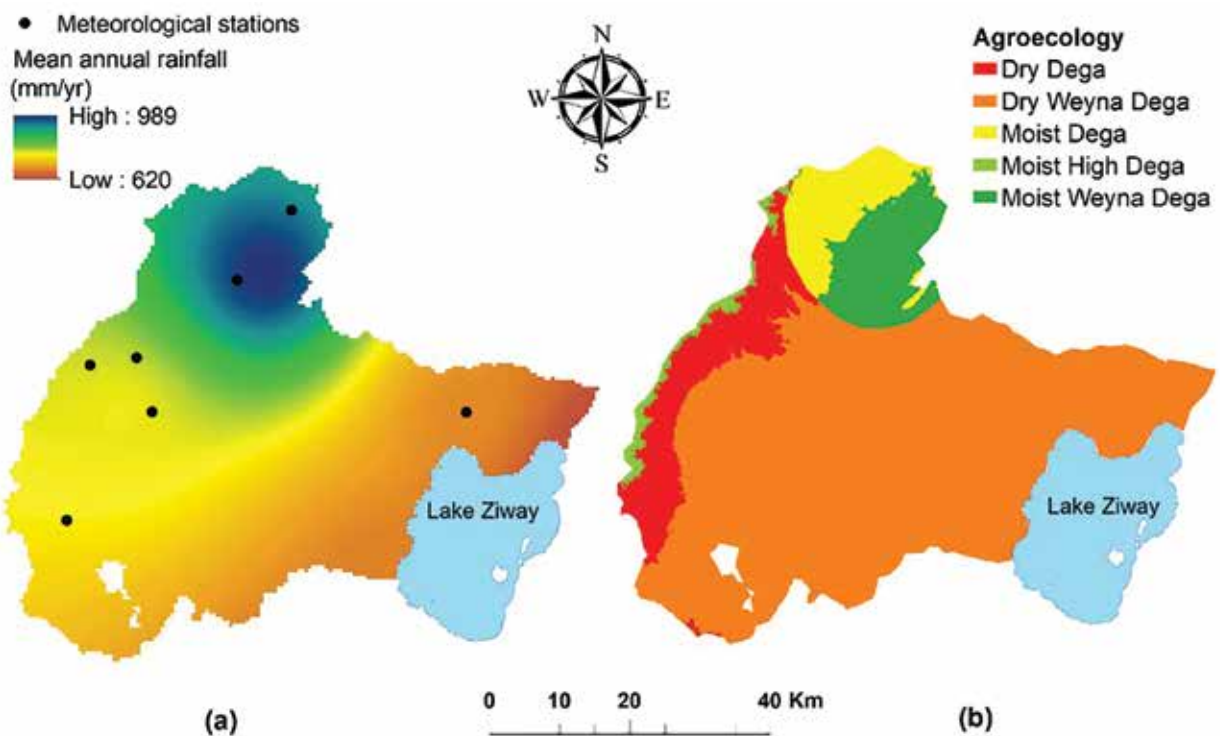 Meteorological stations
Mean annual rainfall
(mm/yr)
High : 989
Low : 620
N
W E
S
Agroecology
Dry Dega
Dry Weyna Dega
Moist Dega
Moist High Dega
Moist Weyna Dega
Lake Ziway
Lake Ziway
0 10 20 40 Km
(a)
(b)